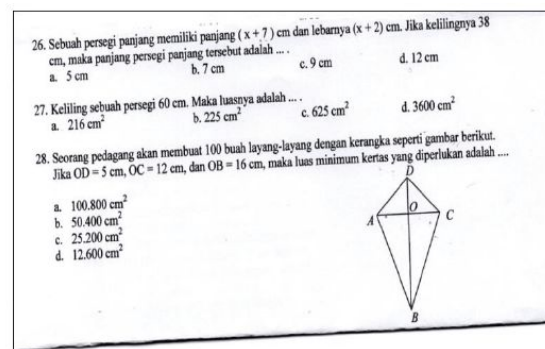 26. Sebuah persegi panjang memiliki panjang ( x + 7 ) cm dan lebarnya (x + 2) cm. Jika kelilingnya 38
cm, maka panjang persegi panjang tersebut adalah ... .
a. 5 cm b. 7 cm c. 9 cm d. 12 cm
27. Keliling sebuah persegi 60 cm. Maka luasnya adalah ... .
a. 216 cm² b. 225 cm² c. 625 cm² d. 3600 cm²
28. Seorang pedagang akan membuat 100 buah layang-layang dengan kerangka seperti gambar berikut.
Jika OD = 5 cm, OC = 12 cm, dan OB = 16 cm, maka luas minimum kertas yang diperlukan adalah ....
a. 100.800 cm²
b. 50.400 cm²
c. 25.200 cm²
d. 12.600 cm²
D
A O C
B